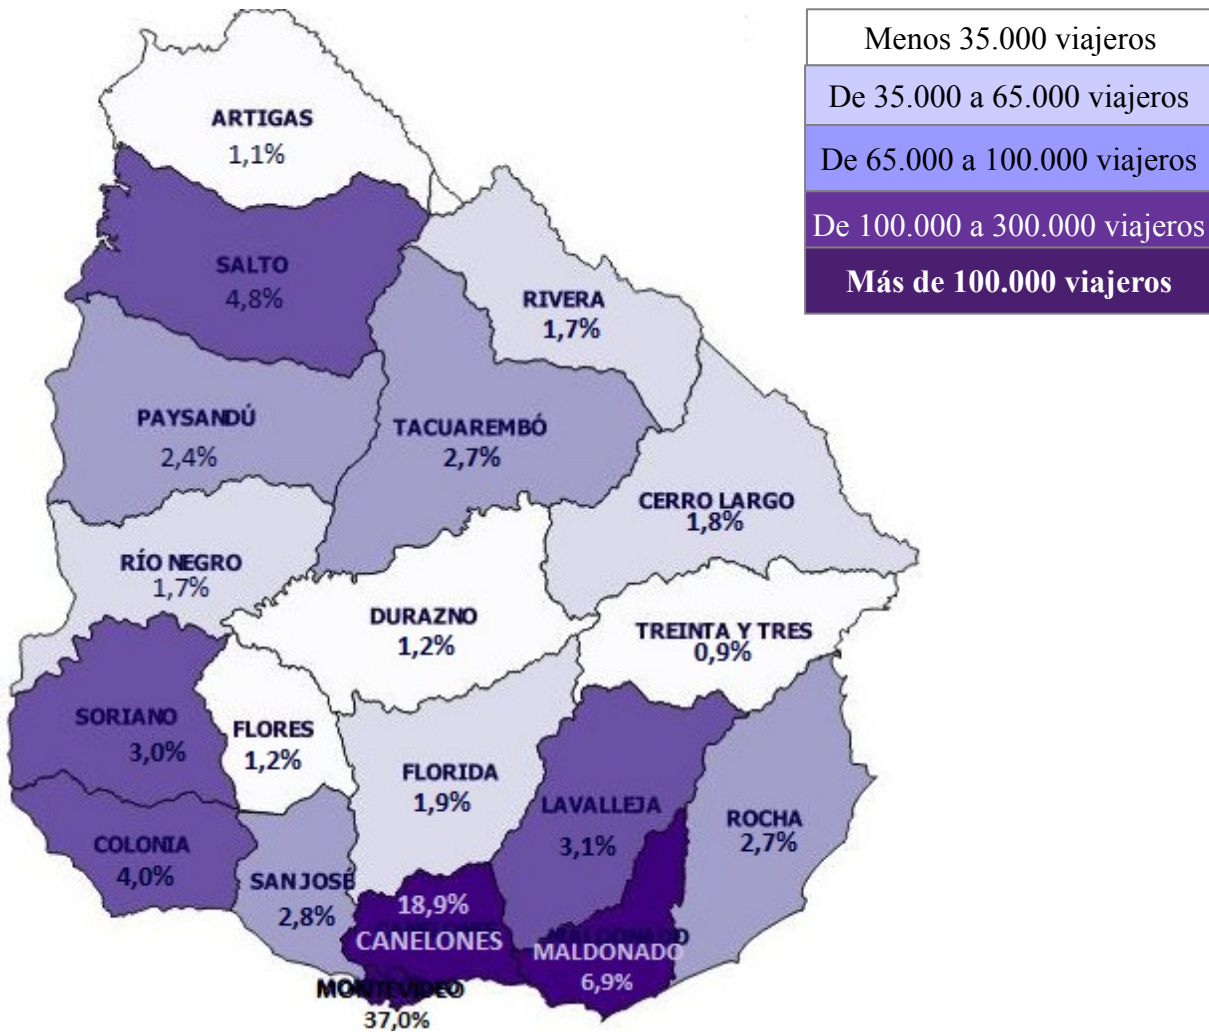 Menos 35.000 viajeros
De 35.000 a 65.000 viajeros
De 65.000 a 100.000 viajeros
De 100.000 a 300.000 viajeros
Más de 100.000 viajeros
ARTIGAS
1,1%
SALTO
4,8%
RIVERA
1,7%
PAYSANDÚ
2,4%
TACUAREMBÓ
2,7%
CERRO LARGO
1,8%
RÍO NEGRO
1,7%
DURAZNO
1,2%
TREINTA Y TRES
0,9%
SORIANO
3,0%
FLORES
1,2%
FLORIDA
1,9%
LAVALLEJA
3,1%
ROCHA
2,7%
COLONIA
4,0%
SAN JOSÉ
2,8%
18,9%
CANELONES
MALDONADO
MALDONADO
6,9%
MONTEVIDEO
37,0%